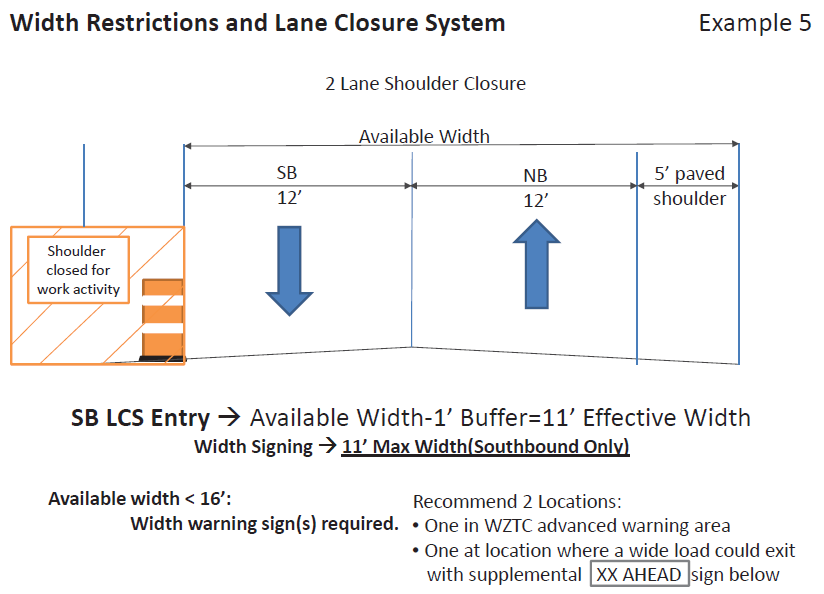 Width Restrictions and Lane Closure System
Example 5
2 Lane Shoulder Closure
Available Width
SB
12’
NB
12’
5’ paved
shoulder
Shoulder
closed for
work activity
SB LCS Entry → Available Width-1’ Buffer=11’ Effective Width
Width Signing → 11’ Max Width(Southbound Only)
Available width < 16’:
Width warning sign(s) required.
Recommend 2 Locations:
• One in WZTC advanced warning area
• One at location where a wide load could exit
with supplemental XX AHEAD sign below